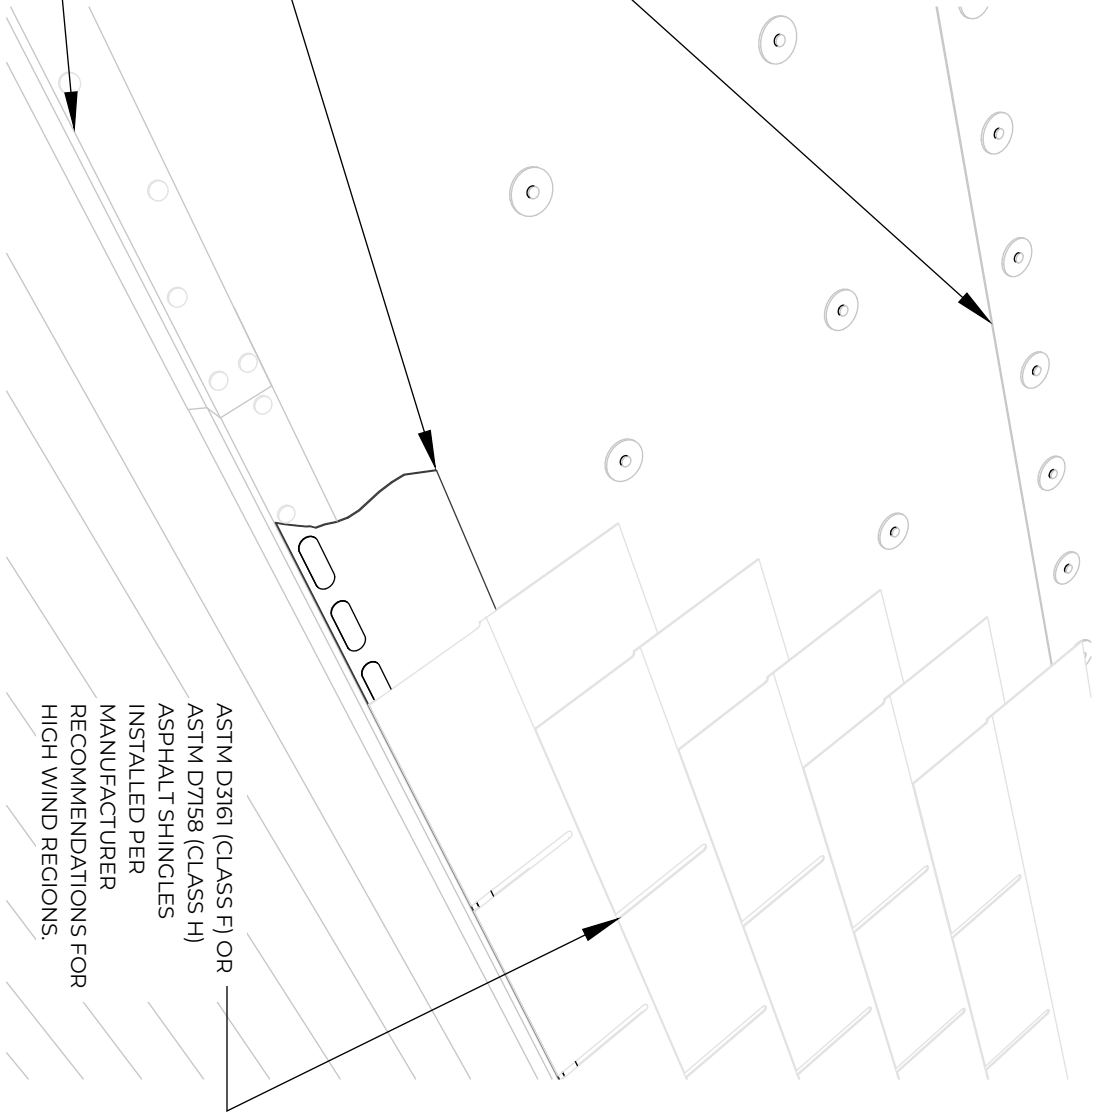 ASTM D3161 (CLASS F) OR
ASTM D7158 (CLASS H)
ASPHALT SHINGLES
INSTALLED PER
MANUFACTURER
RECOMMENDATIONS FOR
HIGH WIND REGIONS.